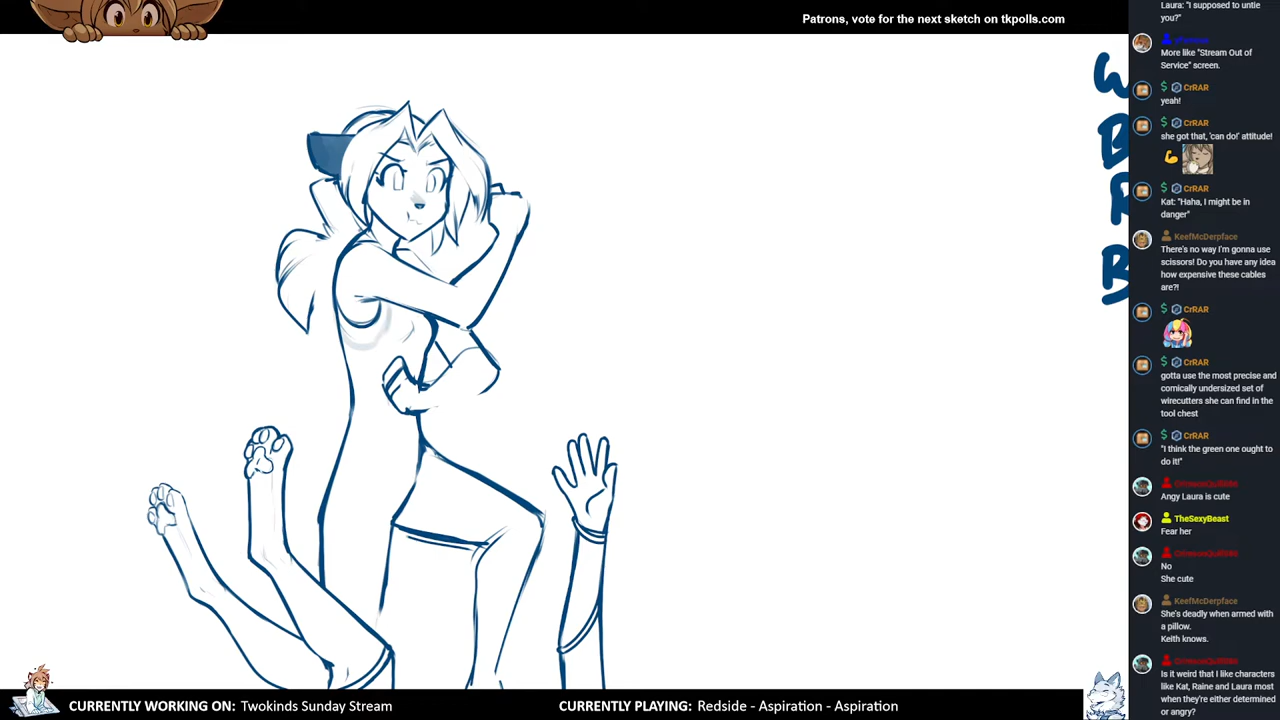 Patrons, vote for the next sketch on tkpolls.com
Laura: "I supposed to untie
you?"
More like "Stream Out of
Service" screen.
$ CrRAR
yeah!
$ CrRAR
she got that, 'can do!' attitude!
$ CrRAR
Kat: "Haha, I might be in
danger"
KeefMcDerpface
There's no way I'm gonna use
scissors! Do you have any idea
how expensive these cables
are?!
$ CrRAR
$ CrRAR
gotta use the most precise and
comically undersized set of
wirecutters she can find in the
tool chest
$ CrRAR
"I think the green one ought to
do it!"
Angy Laura is cute
TheSexyBeast
Fear her
No
She cute
KeefMcDerpface
She's deadly when armed with
a pillow.
Keith knows.
Is it weird that I like characters
like Kat, Raine and Laura most
when they're either determined
or angry?
W
B
R
B
CURRENTLY WORKING ON: Twokinds Sunday Stream
CURRENTLY PLAYING: Redside - Aspiration - Aspiration